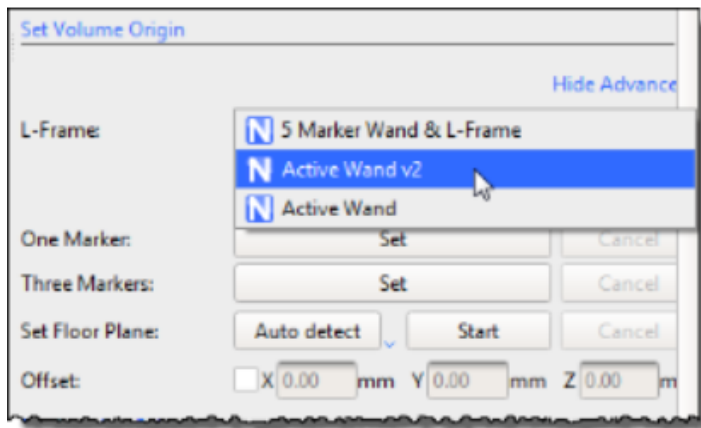 Set Volume Origin
Hide Advance
L-Frame:
N 5 Marker Wand & L-Frame
N Active Wand v2
N Active Wand
One Marker: Set Cancel
Three Markers: Set Cancel
Set Floor Plane: Auto detect Start Cancel
Offset: X 0.00 mm Y 0.00 mm Z 0.00 m